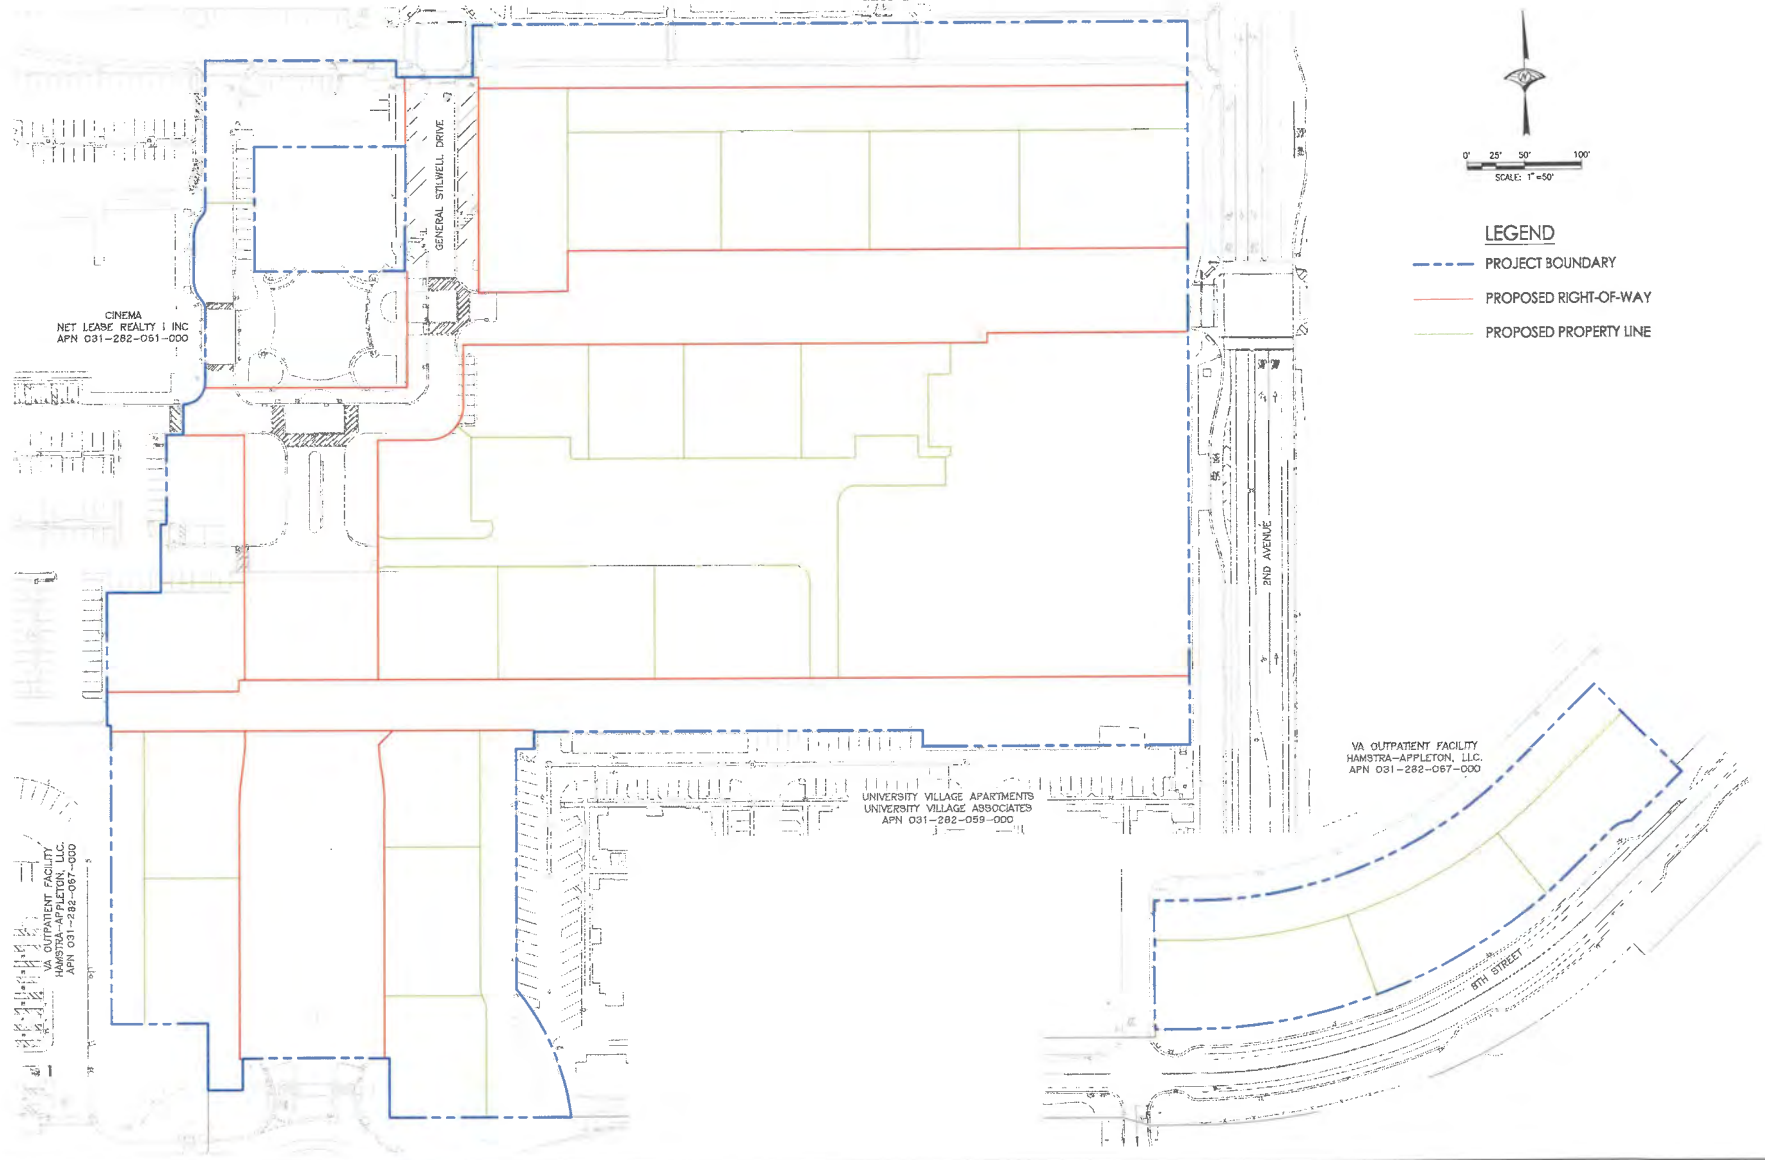 N
0' 25' 50' 100'
SCALE: 1"=50'
LEGEND
PROJECT BOUNDARY
PROPOSED RIGHT-OF-WAY
PROPOSED PROPERTY LINE
GENERAL STILWELL DRIVE
CINEMA
NET LEASE REALTY I INC
APN 031-282-061-000
2ND AVENUE
VA OUTPATIENT FACILITY
HAMSTRA-APPLETON, LLC.
APN 031-282-067-000
UNIVERSITY VILLAGE APARTMENTS
UNIVERSITY VILLAGE ASSOCIATES
APN 031-282-059-000
VA OUTPATIENT FACILITY
HAMSTRA-APPLETON, LLC.
APN 031-282-067-000
8TH STREET